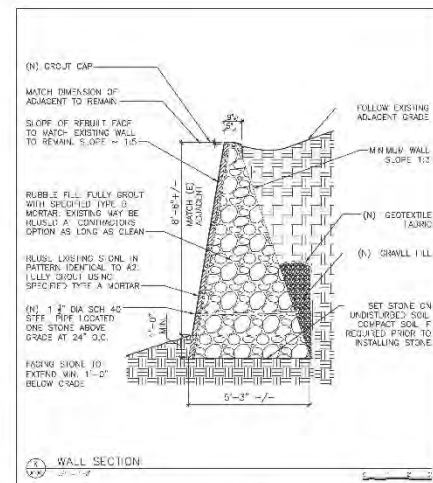 (N) GROUT CAP
MATCH DIMENSION OF
ADJACENT TO REMAIN
SLOPE OF REBUILT FACE
TO MATCH EXISTING WALL
TO REMAIN. SLOPE ~ 1:5
RUBBLE FILL FULLY GROUT
WITH SPECIFIED TYPE B
MORTAR. EXISTING MAY BE
REUSED AT CONTRACTORS
OPTION AS LONG AS CLEAN
REUSE EXISTING STONE IN
PATTERN IDENTICAL TO A2.
FULLY GROUT USING
SPECIFIED TYPE A MORTAR
(N) 1 ½" DIA SCH 40
STEEL PIPE LOCATED
ONE STONE ABOVE
GRADE AT 24" O.C.
FACING STONE TO
EXTEND MIN. 1'-0"
BELOW GRADE
8'-6"+/-
MATCH (E)
ADJACENT
1'-0"
MIN.
5'-3" +/-
FOLLOW EXISTING
ADJACENT GRADE
MINIMUM WALL
SLOPE 1:3
(N) GEOTEXTILE
FABRIC
(N) GRAVEL FILL
SET STONE ON
UNDISTURBED SOIL
COMPACT SOIL
REQUIRED PRIOR TO
INSTALLING STONE
WALL SECTION